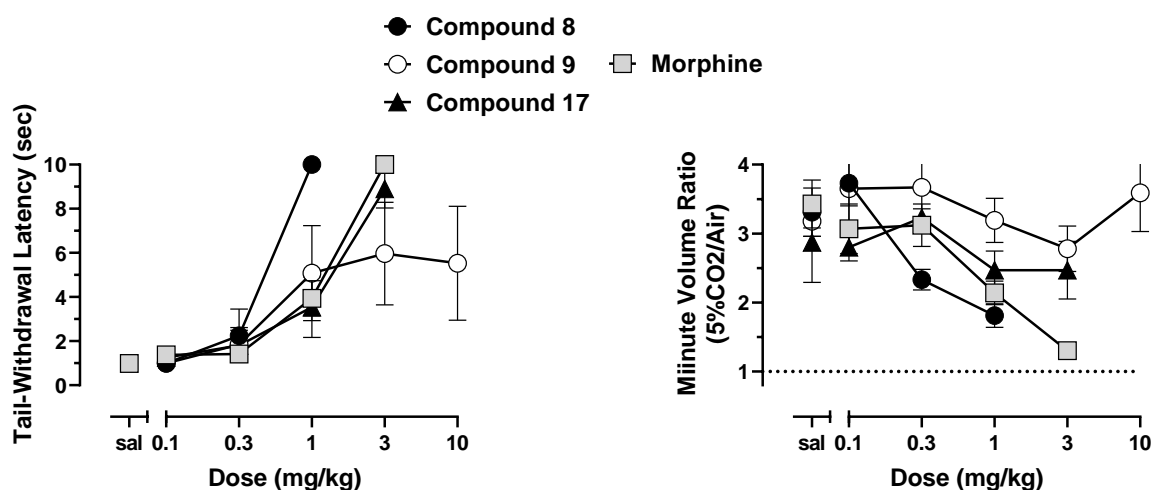 Compound 8
Compound 9
Morphine
Compound 17
Tail-Withdrawal Latency (sec)
10
8
6
4
2
0
sal
0.1
0.3
1
3
10
Dose (mg/kg)
Miinute Volume Ratio
(5%CO2/Air)
4
3
2
1
sal
0.1
0.3
1
3
10
Dose (mg/kg)